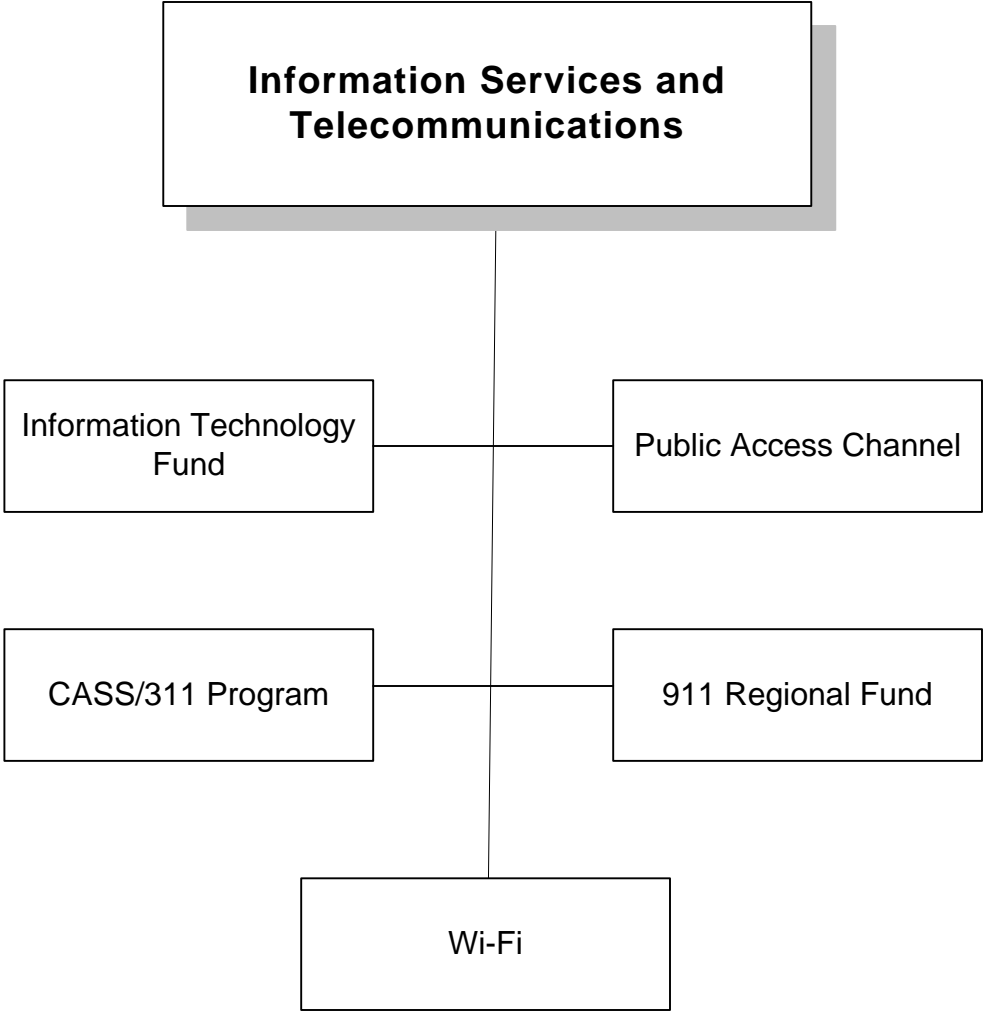 Information Services and
Telecommunications
Information Technology
Fund
Public Access Channel
CASS/311 Program
911 Regional Fund
Wi-Fi